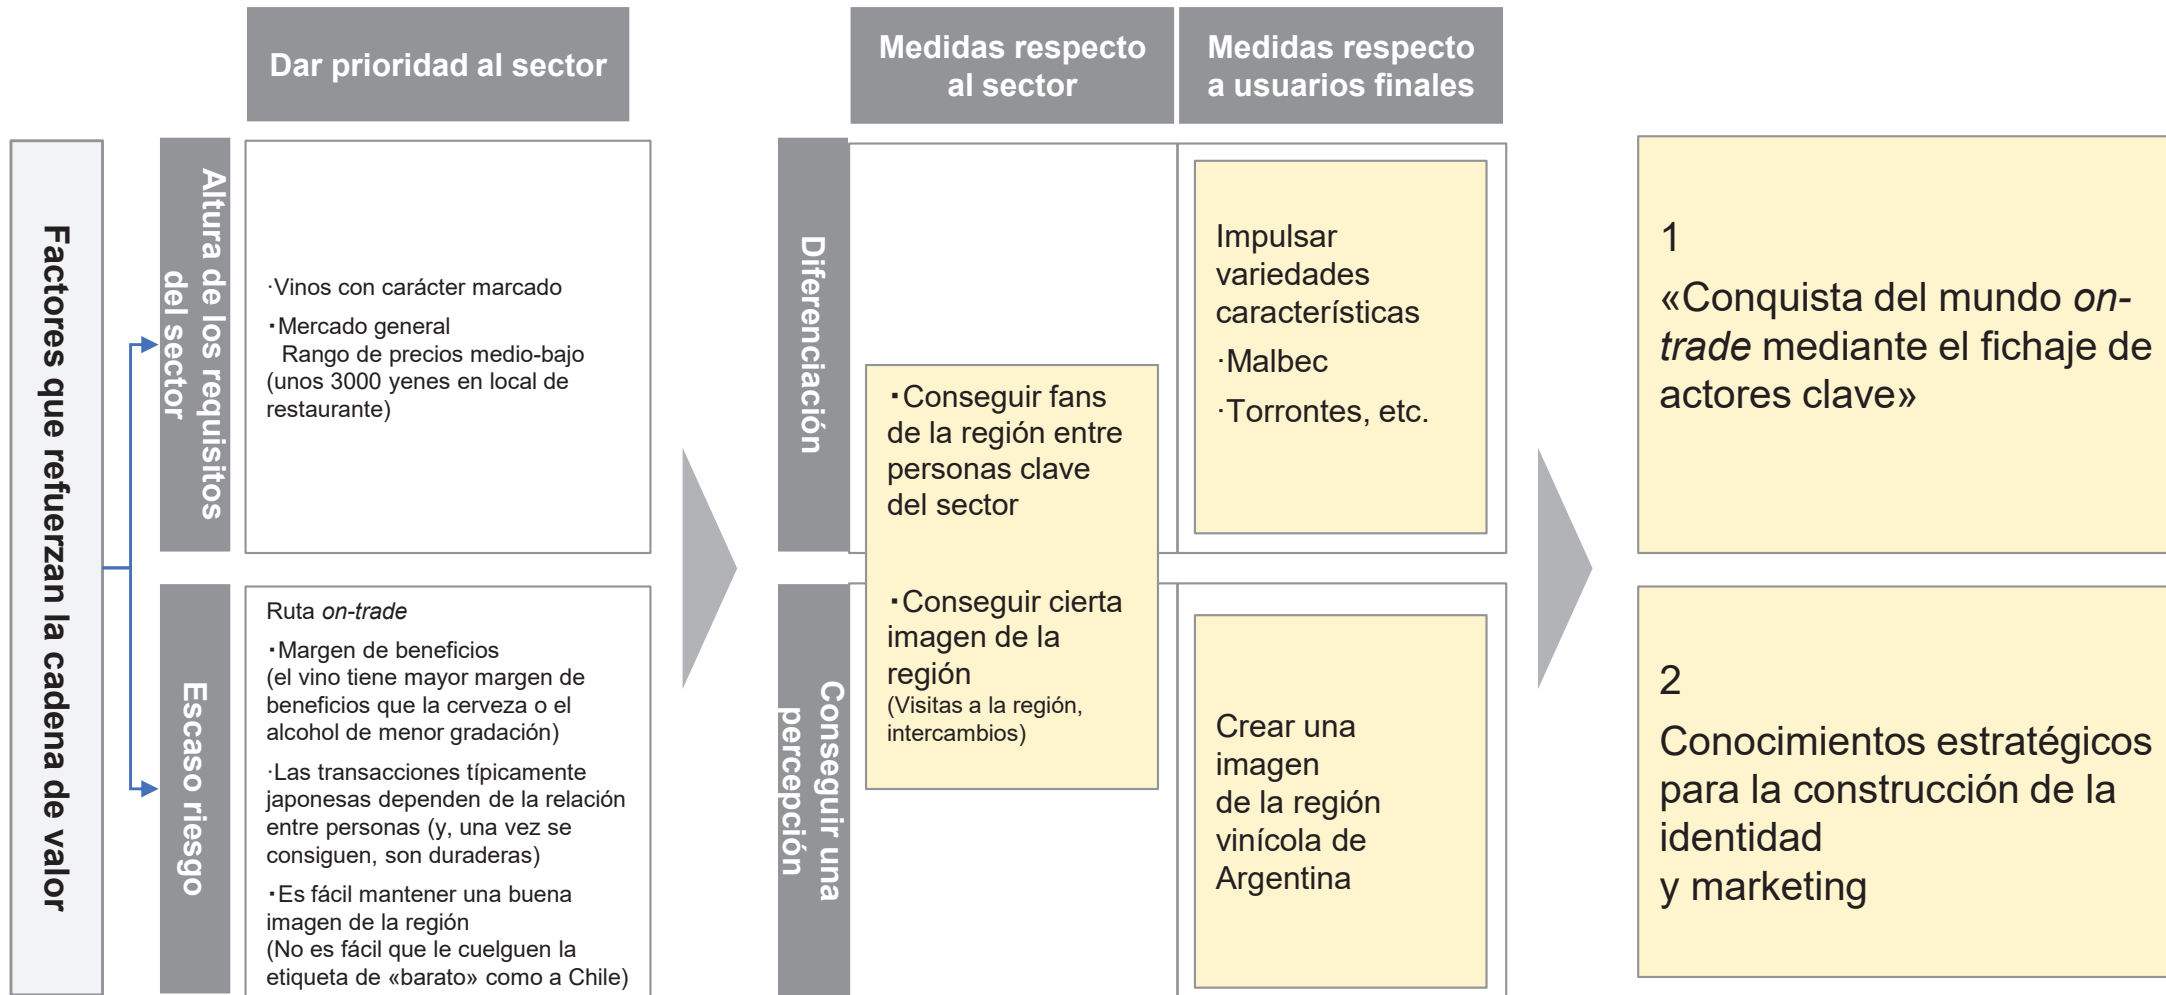 Dar prioridad al sector
Medidas respecto
al sector
Medidas respecto
a usuarios finales
Factores que refuerzan la cadena de valor
Altura de los requisitos
del sector
·Vinos con carácter marcado
・Mercado general
Rango de precios medio-bajo
(unos 3000 yenes en local de
restaurante)
Escaso riesgo
Ruta on-trade
・Margen de beneficios
(el vino tiene mayor margen de
beneficios que la cerveza o el
alcohol de menor gradación)
·Las transacciones típicamente
japonesas dependen de la relación
entre personas (y, una vez se
consiguen, son duraderas)
・Es fácil mantener una buena
imagen de la región
(No es fácil que le cuelguen la
etiqueta de «barato» como a Chile)
Diferenciación
Conseguir una
percepción
・Conseguir fans
de la región entre
personas clave
del sector
・Conseguir cierta
imagen de la
región
(Visitas a la región,
intercambios)
Impulsar
variedades
características
·Malbec
·Torrontes, etc.
Crear una
imagen
de la región
vinícola de
Argentina
1
«Conquista del mundo on-
trade mediante el fichaje de
actores clave»
2
Conocimientos estratégicos
para la construcción de la
identidad
y marketing